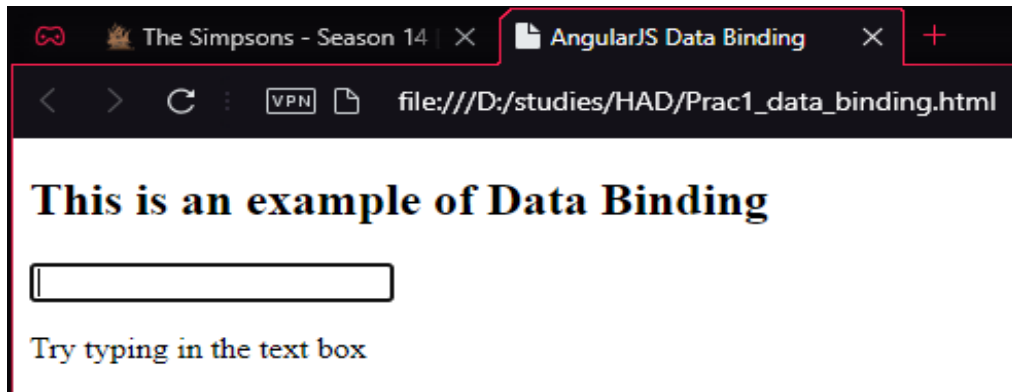 The Simpsons - Season 14
AngularJS Data Binding
VPN
file:///D:/studies/HAD/Prac1_data_binding.html
This is an example of Data Binding
Try typing in the text box